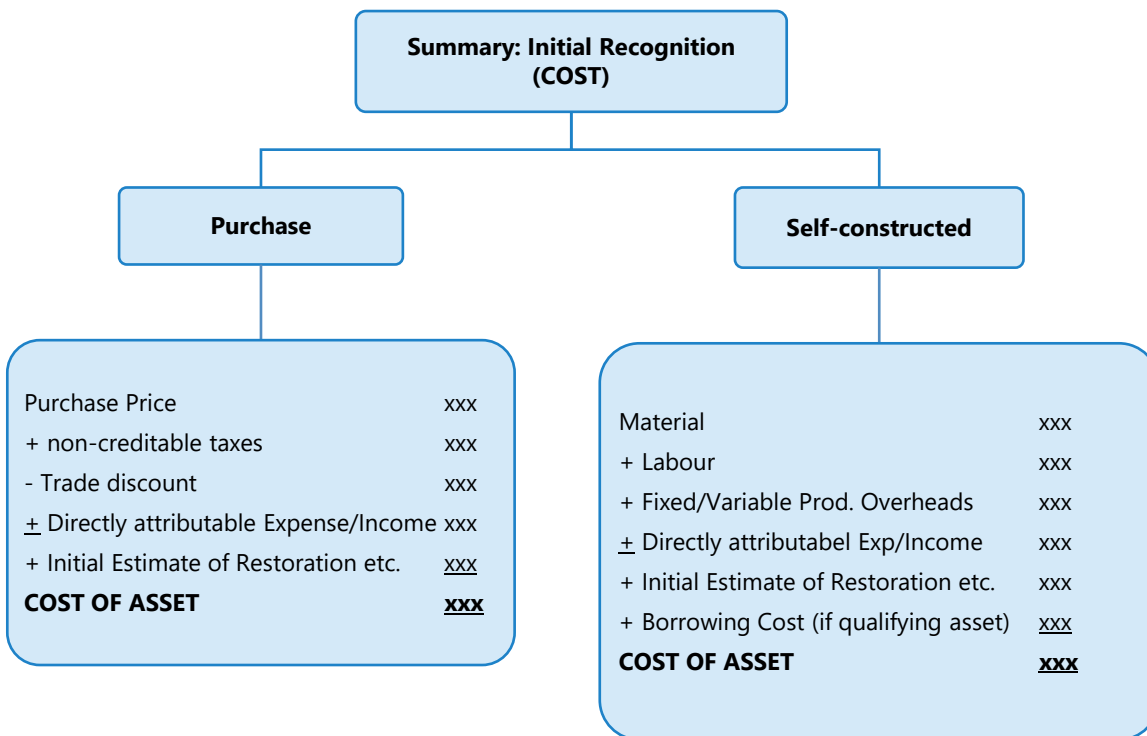 Summary: Initial Recognition
(COST)
Purchase
Self-constructed
Purchase Price xxx
+ non-creditable taxes xxx
- Trade discount xxx
+ Directly attributable Expense/Income xxx
+ Initial Estimate of Restoration etc. xxx
COST OF ASSET xxx
Material xxx
+ Labour xxx
+ Fixed/Variable Prod. Overheads xxx
+ Directly attributabel Exp/Income xxx
+ Initial Estimate of Restoration etc. xxx
+ Borrowing Cost (if qualifying asset) xxx
COST OF ASSET xxx